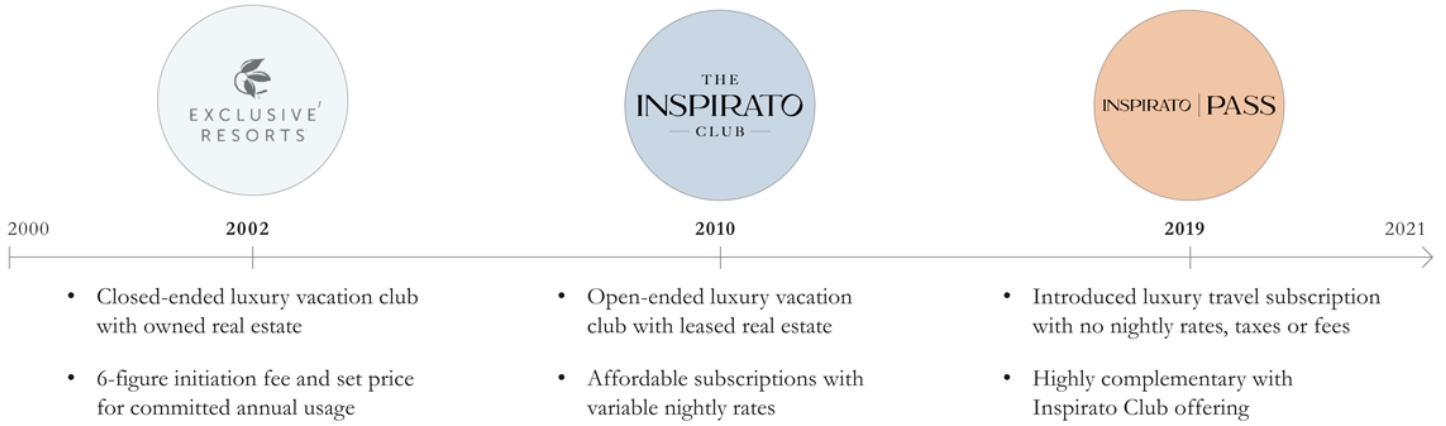 EXCLUSIVE
RESORTS
THE
INSPIRATO
CLUB
INSPIRATO | PASS
2000
2002
2010
2019
2021
• Closed-ended luxury vacation club
with owned real estate
• 6-figure initiation fee and set price
for committed annual usage
• Open-ended luxury vacation
club with leased real estate
• Affordable subscriptions with
variable nightly rates
• Introduced luxury travel subscription
with no nightly rates, taxes or fees
• Highly complementary with
Inspirato Club offering